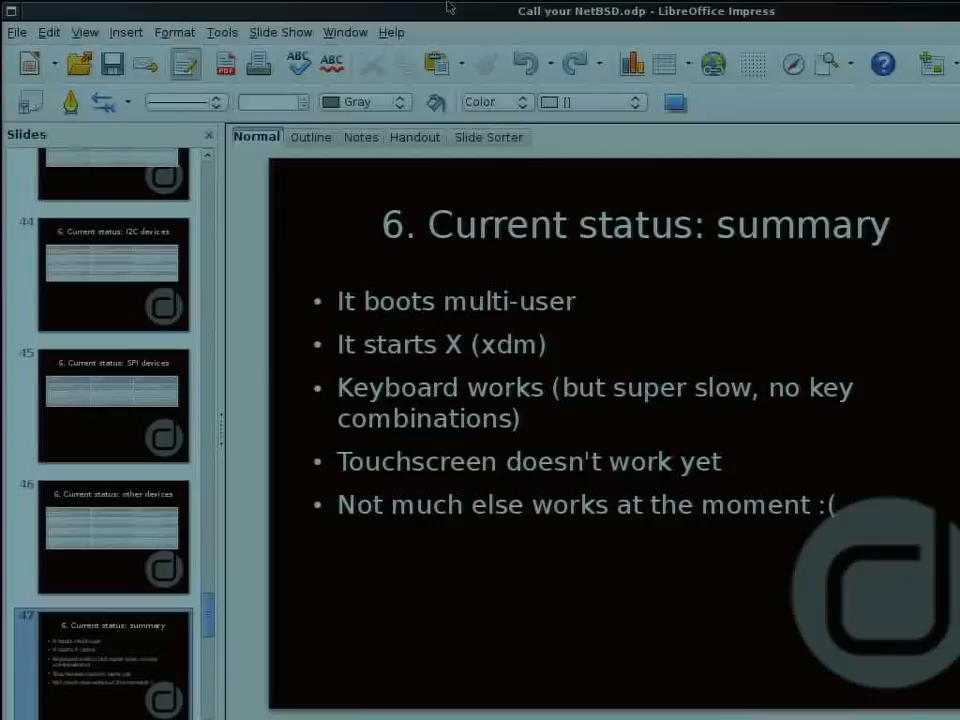 Call your NetBSD.odp - LibreOffice Impress
File Edit View Insert Format Tools Slide Show Window Help
Gray Color
Slides
Normal Outline Notes Handout Slide Sorter
44
6. Current status: I2C devices
45
6. Current status: SPI devices
46
6. Current status: other devices
47
6. Current status: summary
6. Current status: summary
• It boots multi-user
• It starts X (xdm)
• Keyboard works (but super slow, no key
combinations)
• Touchscreen doesn't work yet
• Not much else works at the moment :(